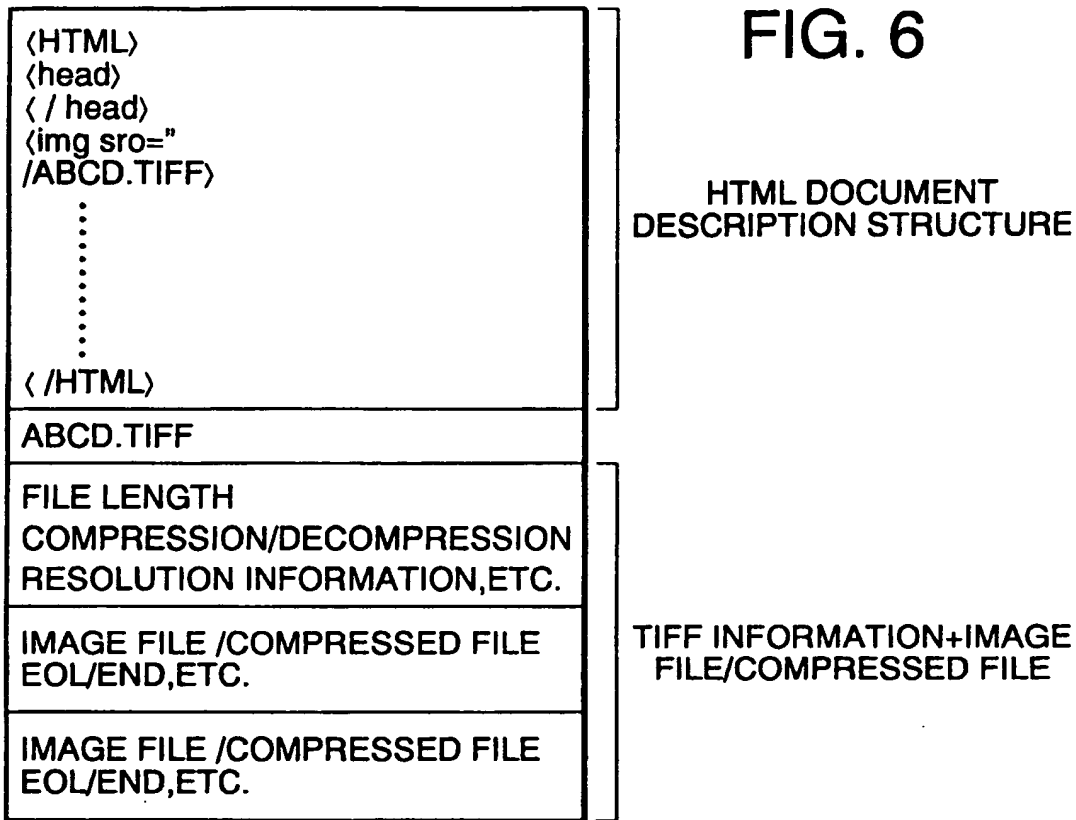 FIG. 6
〈HTML〉
〈head〉
〈 / head〉
〈img sro="
/ABCD.TIFF〉
〈 /HTML〉
HTML DOCUMENT
DESCRIPTION STRUCTURE
ABCD.TIFF
FILE LENGTH
COMPRESSION/DECOMPRESSION
RESOLUTION INFORMATION,ETC.
IMAGE FILE /COMPRESSED FILE
EOL/END,ETC.
IMAGE FILE /COMPRESSED FILE
EOL/END,ETC.
TIFF INFORMATION+IMAGE
FILE/COMPRESSED FILE